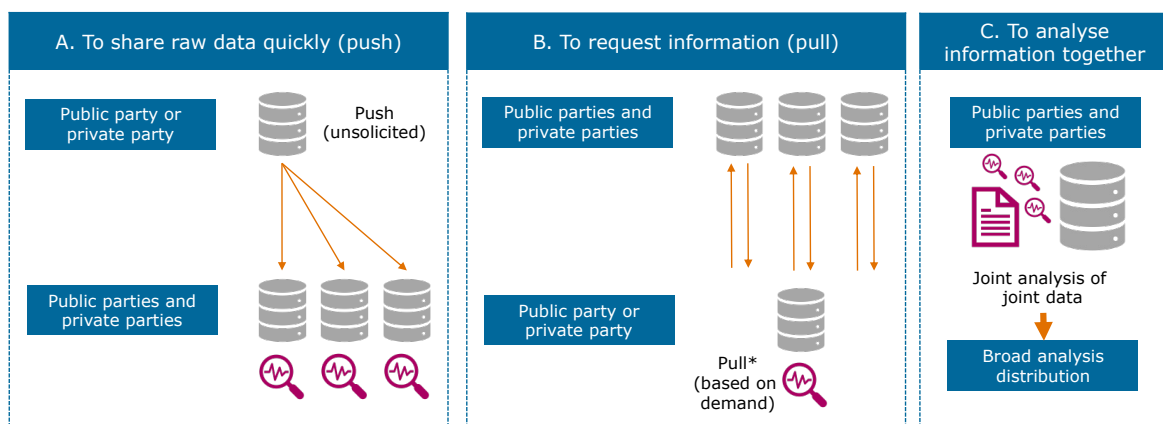 A. To share raw data quickly (push)
Public party or
private party
Push
(unsolicited)
Public parties and
private parties
B. To request information (pull)
Public parties and
private parties
Public party or
private party
Pull*
(based on
demand)
C. To analyse
information together
Public parties and
private parties
Joint analysis of
joint data
Broad analysis
distribution